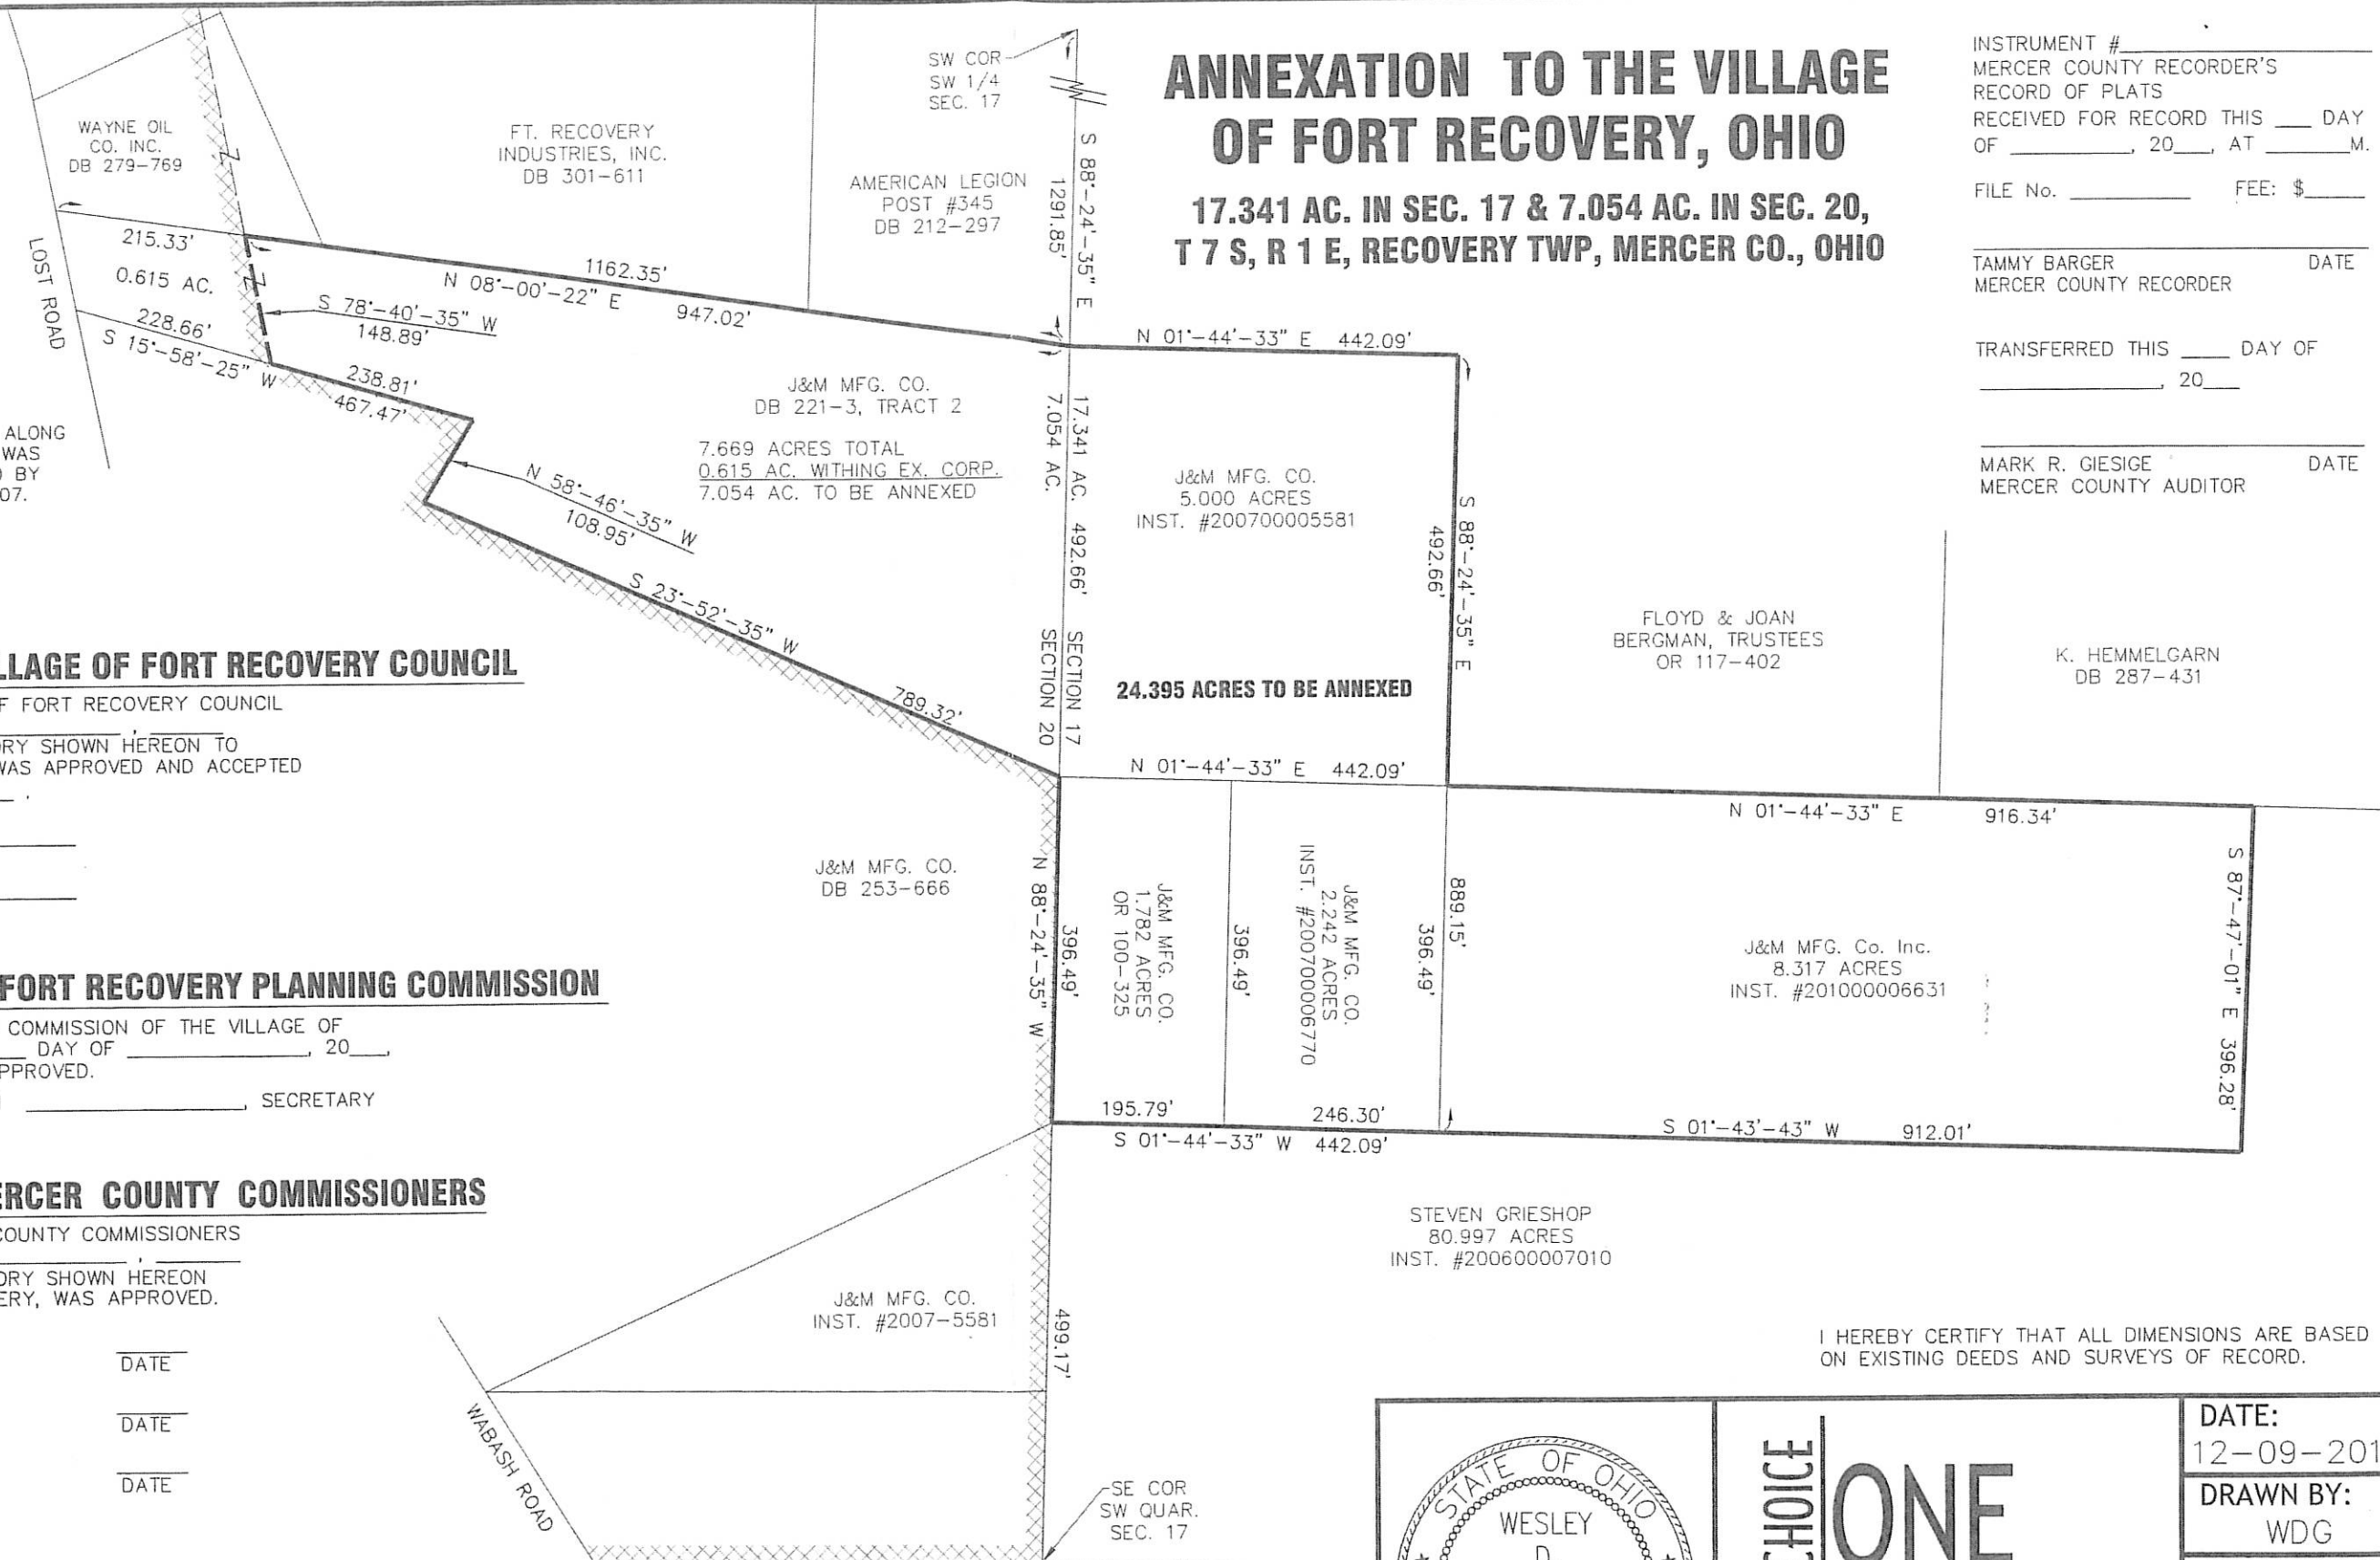 ANNEXATION TO THE VILLAGE
OF FORT RECOVERY, OHIO
17.341 AC. IN SEC. 17 & 7.054 AC. IN SEC. 20,
T 7 S, R 1 E, RECOVERY TWP, MERCER CO., OHIO
INSTRUMENT #
MERCER COUNTY RECORDER'S
RECORD OF PLATS
RECEIVED FOR RECORD THIS ___ DAY
OF ________, 20___, AT ______M.
FILE No. ________ FEE: $_____
TAMMY BARGER DATE
MERCER COUNTY RECORDER
TRANSFERRED THIS ____ DAY OF
____________, 20___
MARK R. GIESIGE DATE
MERCER COUNTY AUDITOR
SW COR
SW 1/4
SEC. 17
WAYNE OIL
CO. INC.
DB 279-769
FT. RECOVERY
INDUSTRIES, INC.
DB 301-611
AMERICAN LEGION
POST #345
DB 212-297
S 88°-24'-35" E
1291.85'
LOST ROAD
215.33'
0.615 AC.
228.66'
S 15°-58'-25" W
1162.35'
N 08°-00'-22" E
947.02'
S 78°-40'-35" W
148.89'
238.81'
467.47'
N 01°-44'-33" E 442.09'
J&M MFG. CO.
DB 221-3, TRACT 2
7.669 ACRES TOTAL
0.615 AC. WITHING EX. CORP.
7.054 AC. TO BE ANNEXED
17.341 AC. 492.66'
7.054 AC.
SECTION 17
SECTION 20
N 58°-46'-35" W
108.95'
S 23°-52'-35" W
789.32'
J&M MFG. CO.
5.000 ACRES
INST. #200700005581
S 88°-24'-35" E
492.66'
24.395 ACRES TO BE ANNEXED
N 01°-44'-33" E 442.09'
FLOYD & JOAN
BERGMAN, TRUSTEES
OR 117-402
K. HEMMELGARN
DB 287-431
ALONG
WAS
BY
07.
LLAGE OF FORT RECOVERY COUNCIL
F FORT RECOVERY COUNCIL
________ , ______
RY SHOWN HEREON TO
WAS APPROVED AND ACCEPTED
N 01°-44'-33" E 916.34'
S 87°-47'-01" E 396.28'
J&M MFG. CO.
DB 253-666
N 88°-24'-35" W
396.49'
J&M MFG. CO.
1.782 ACRES
OR 100-325
396.49'
J&M MFG. CO.
2.242 ACRES
INST. #200700006770
396.49'
889.15'
J&M MFG. Co. Inc.
8.317 ACRES
INST. #201000006631
195.79'
246.30'
S 01°-44'-33" W 442.09'
S 01°-43'-43" W 912.01'
FORT RECOVERY PLANNING COMMISSION
COMMISSION OF THE VILLAGE OF
DAY OF ____________, 20___,
PPROVED.
______________, SECRETARY
ERCER COUNTY COMMISSIONERS
COUNTY COMMISSIONERS
________ , ______
ORY SHOWN HEREON
ERY, WAS APPROVED.
DATE
DATE
DATE
J&M MFG. CO.
INST. #2007-5581
499.17'
WABASH ROAD
SE COR
SW QUAR.
SEC. 17
STEVEN GRIESHOP
80.997 ACRES
INST. #200600007010
I HEREBY CERTIFY THAT ALL DIMENSIONS ARE BASED
ON EXISTING DEEDS AND SURVEYS OF RECORD.
STATE OF OHIO
WESLEY
D.
CHOICE
ONE
DATE:
12-09-201
DRAWN BY:
WDG